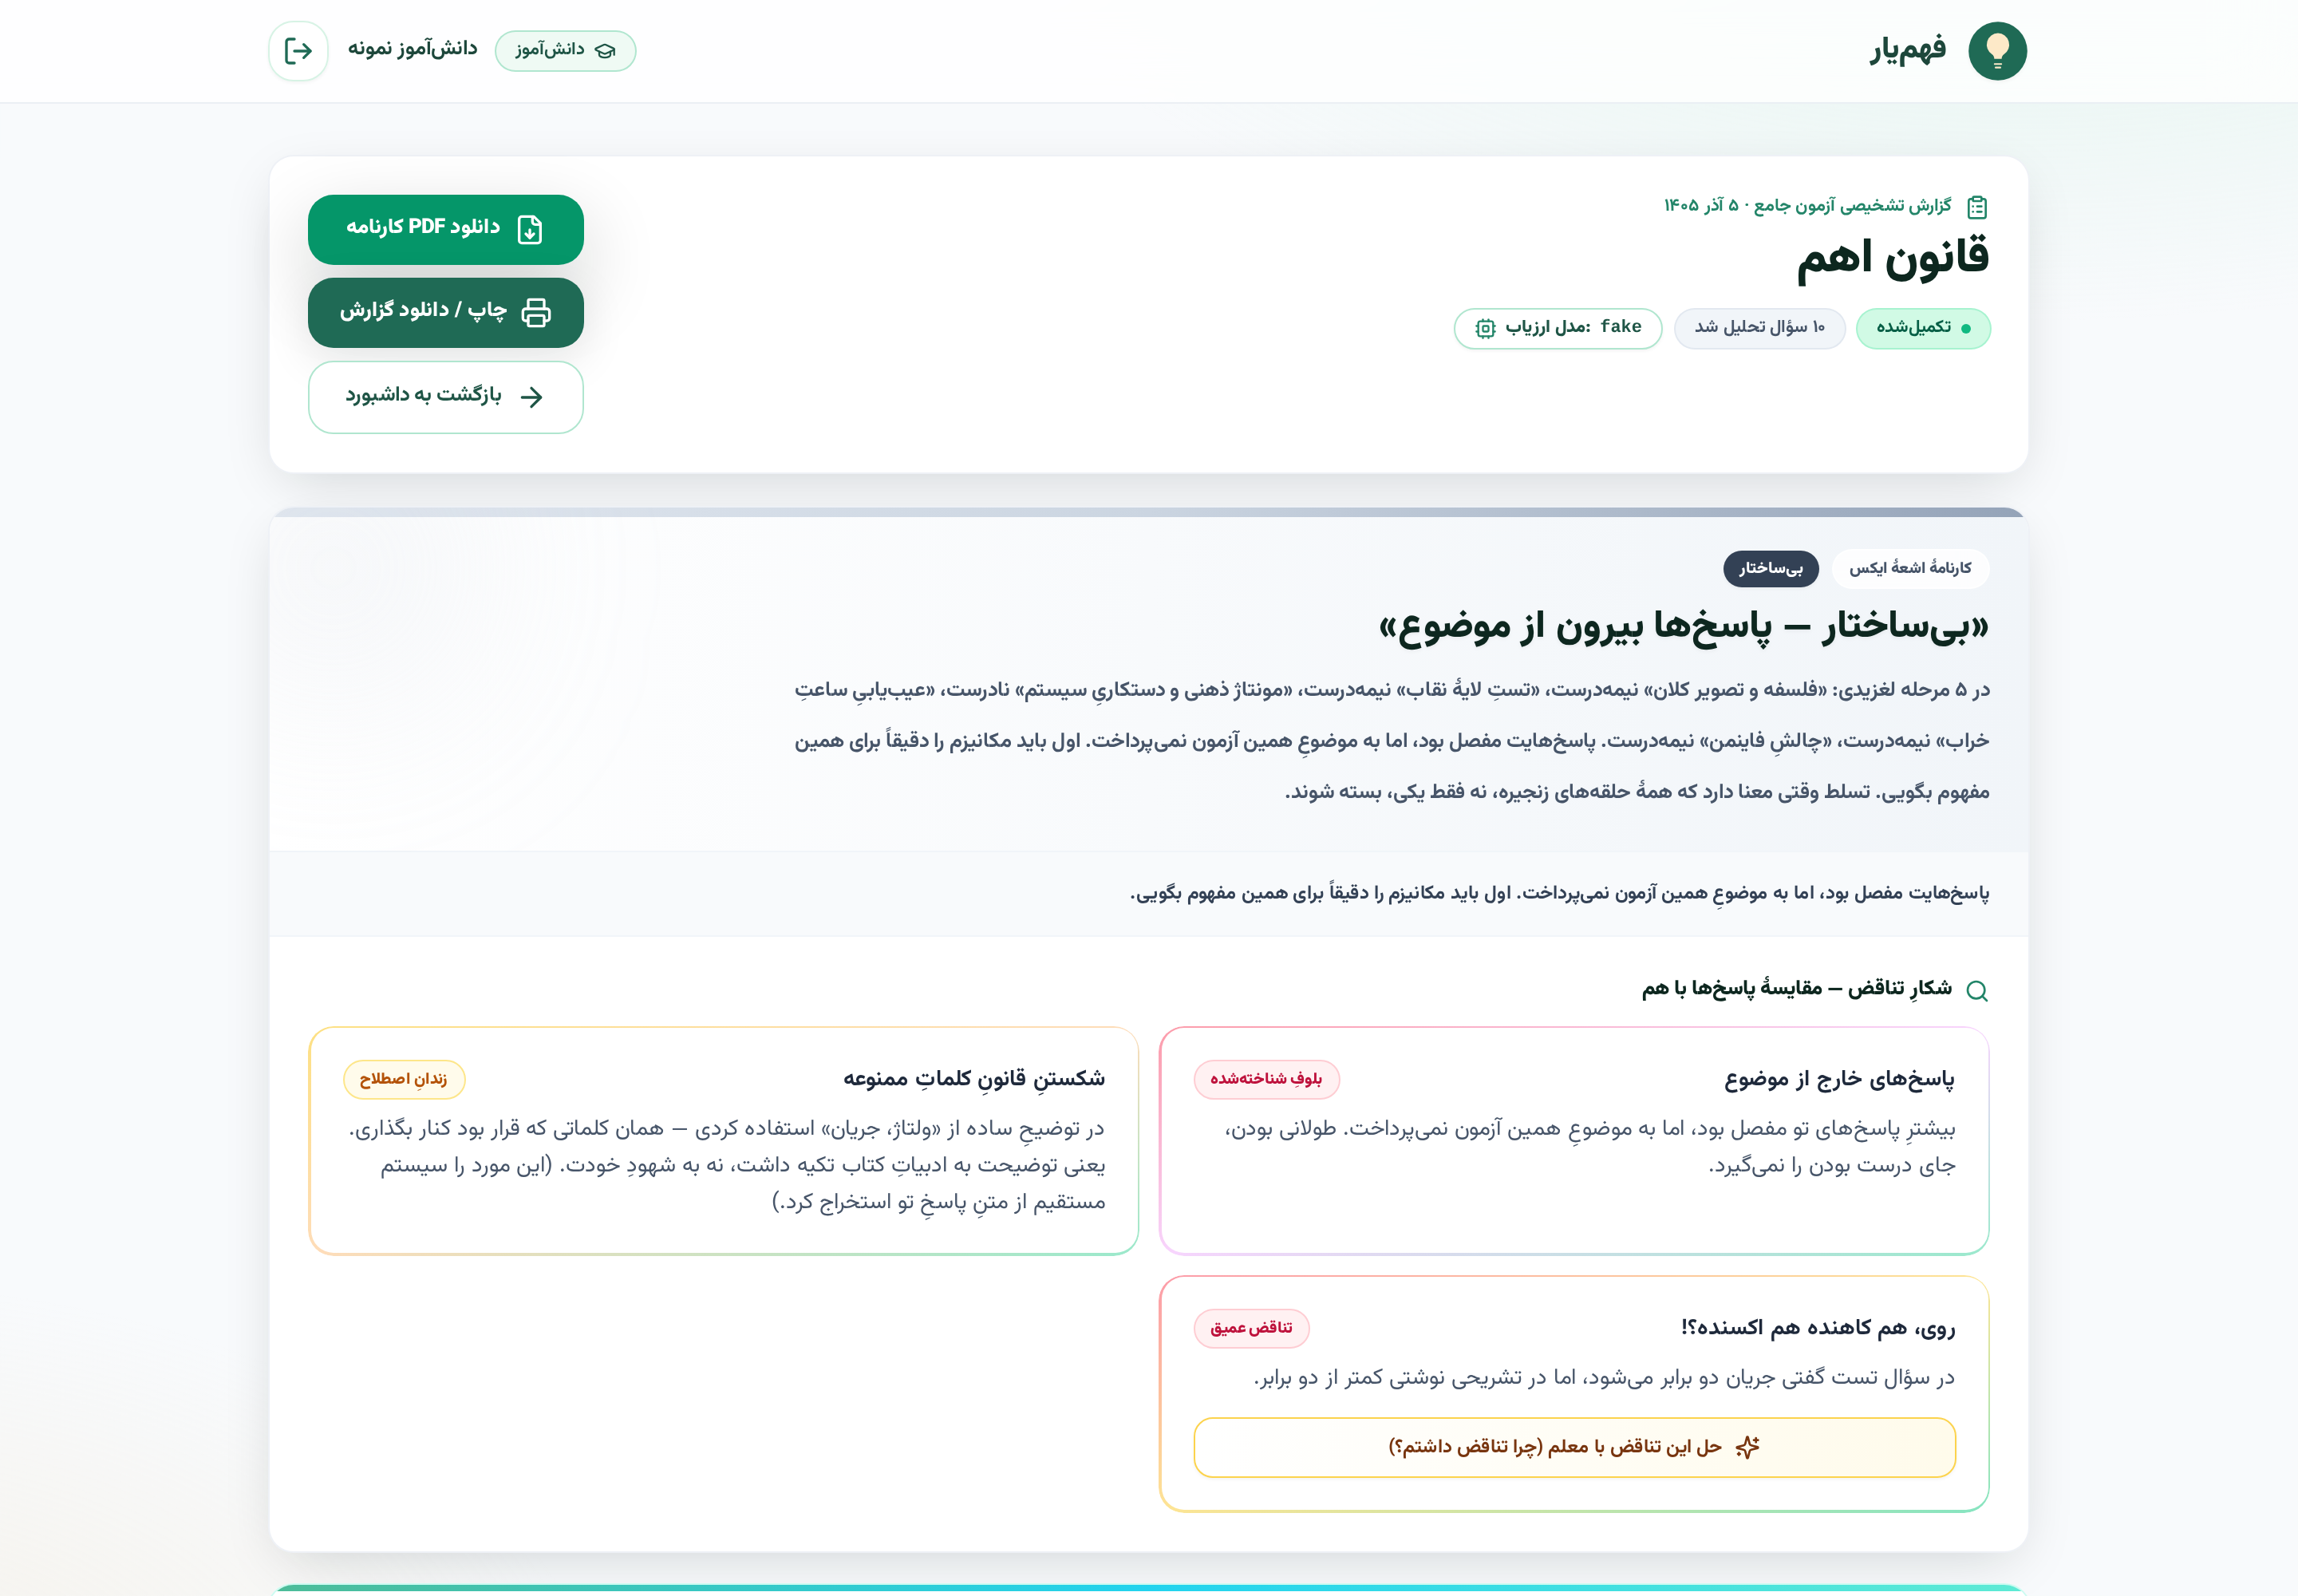 فهم‌یار
دانش‌آموز
دانش‌آموز نمونه
گزارش تشخیصی آزمون جامع · ۵ آذر ۱۴۰۵
قانون اهم
تکمیل‌شده
۱۰ سؤال تحلیل شد
مدل ارزیاب: fake
دانلود PDF کارنامه
چاپ / دانلود گزارش
بازگشت به داشبورد
کارنامهٔ اشعهٔ ایکس
بی‌ساختار
«بی‌ساختار — پاسخ‌ها بیرون از موضوع»
در ۵ مرحله لغزیدی: «فلسفه و تصویر کلان» نیمه‌درست، «تستِ لایهٔ نقاب» نیمه‌درست، «مونتاژ ذهنی و دستکاریِ سیستم» نادرست، «عیب‌یابیِ ساعتِ
خراب» نیمه‌درست، «چالشِ فاینمن» نیمه‌درست. پاسخ‌هایت مفصل بود، اما به موضوعِ همین آزمون نمی‌پرداخت. اول باید مکانیزم را دقیقاً برای همین
مفهوم بگویی. تسلط وقتی معنا دارد که همهٔ حلقه‌های زنجیره، نه فقط یکی، بسته شوند.
پاسخ‌هایت مفصل بود، اما به موضوعِ همین آزمون نمی‌پرداخت. اول باید مکانیزم را دقیقاً برای همین مفهوم بگویی.
شکارِ تناقض — مقایسهٔ پاسخ‌ها با هم
پاسخ‌های خارج از موضوع
بلوفِ شناخته‌شده
بیشترِ پاسخ‌های تو مفصل بود، اما به موضوعِ همین آزمون نمی‌پرداخت. طولانی بودن،
جای درست بودن را نمی‌گیرد.
شکستنِ قانونِ کلماتِ ممنوعه
زندانِ اصطلاح
در توضیحِ ساده از «ولتاژ، جریان» استفاده کردی — همان کلماتی که قرار بود کنار بگذاری.
یعنی توضیحت به ادبیاتِ کتاب تکیه داشت، نه به شهودِ خودت. (این مورد را سیستم
مستقیم از متنِ پاسخِ تو استخراج کرد.)
روی، هم کاهنده هم اکسنده؟!
تناقض عمیق
در سؤال تست گفتی جریان دو برابر می‌شود، اما در تشریحی نوشتی کمتر از دو برابر.
حل این تناقض با معلم (چرا تناقض داشتم؟)